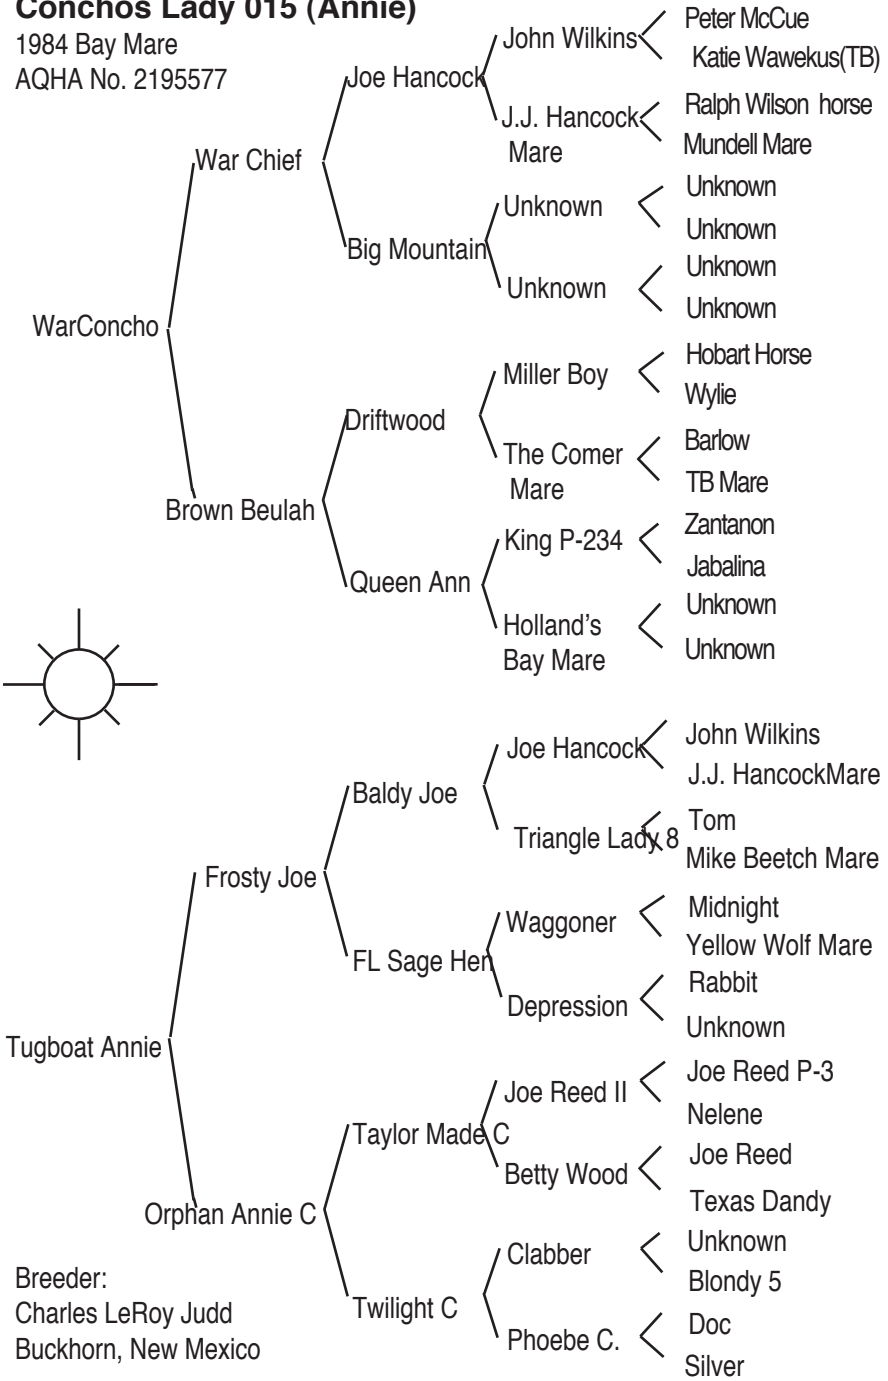 Conchos Lady 015 (Annie)
1984 Bay Mare
AQHA No. 2195577
WarConcho
War Chief
Brown Beulah
Joe Hancock
Big Mountain
Driftwood
Queen Ann
John Wilkins
J.J. Hancock
Mare
Unknown
Unknown
Miller Boy
The Comer
Mare
King P-234
Holland's
Bay Mare
Peter McCue
Katie Wawekus(TB)
Ralph Wilson horse
Mundell Mare
Unknown
Unknown
Unknown
Unknown
Hobart Horse
Wylie
Barlow
TB Mare
Zantanon
Jabalina
Unknown
Unknown
Tugboat Annie
Frosty Joe
Orphan Annie C
Baldy Joe
FL Sage Hen
Taylor Made C
Twilight C
Joe Hancock
Triangle Lady 8
Waggoner
Depression
Joe Reed II
Betty Wood
Clabber
Phoebe C.
John Wilkins
J.J. HancockMare
Tom
Mike Beetch Mare
Midnight
Yellow Wolf Mare
Rabbit
Unknown
Joe Reed P-3
Nelene
Joe Reed
Texas Dandy
Unknown
Blondy 5
Doc
Silver
Breeder:
Charles LeRoy Judd
Buckhorn, New Mexico